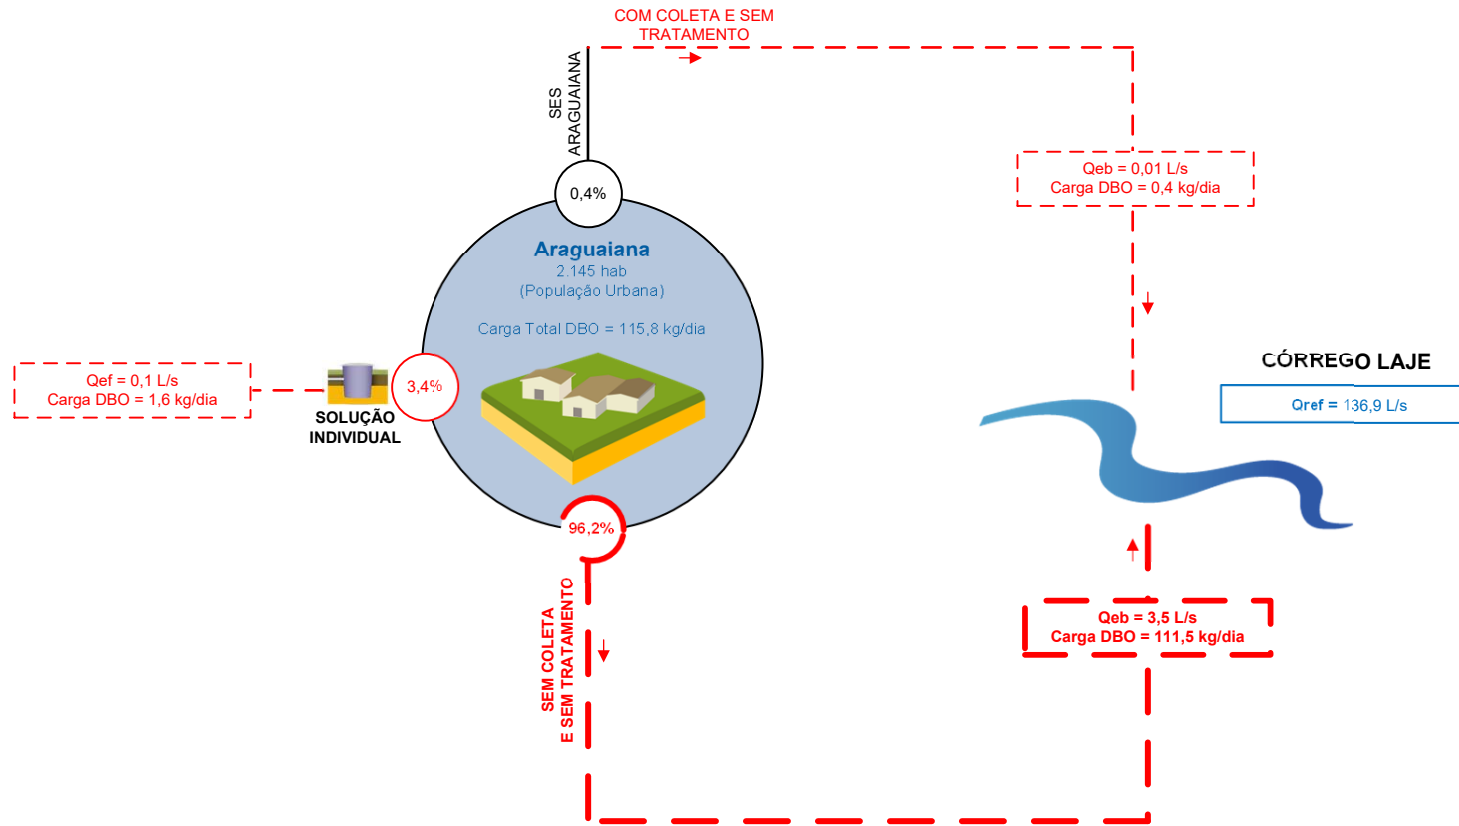 COM COLETA E SEM
TRATAMENTO
SES
ARAGUAIANA
0,4%
Qeb = 0,01 L/s
Carga DBO = 0,4 kg/dia
Araguaiana
2.145 hab
(População Urbana)
Carga Total DBO = 115,8 kg/dia
CÓRREGO LAJE
Qref = 136,9 L/s
Qef = 0,1 L/s
Carga DBO = 1,6 kg/dia
3,4%
SOLUÇÃO
INDIVIDUAL
96,2%
SEM COLETA
E SEM TRATAMENTO
Qeb = 3,5 L/s
Carga DBO = 111,5 kg/dia